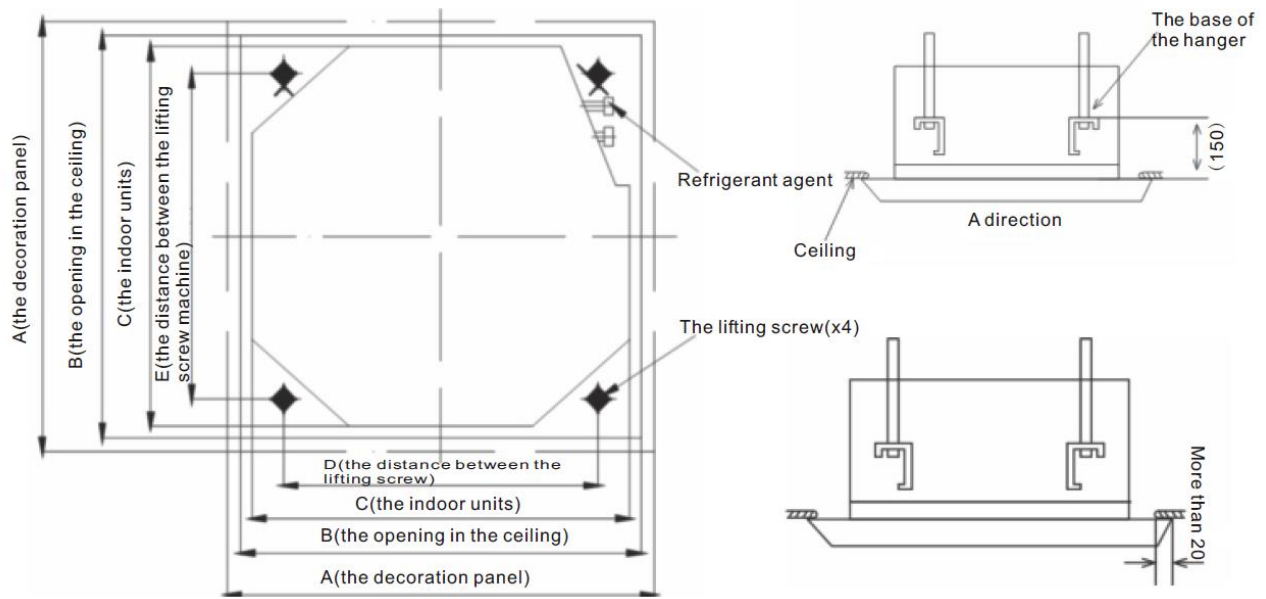 A(the decoration panel)
B(the opening in the ceiling)
C(the indoor units)
E(the distance between the lifting
screw machine)
D(the distance between the
lifting screw)
C(the indoor units)
B(the opening in the ceiling)
A(the decoration panel)
Refrigerant agent
The lifting screw(x4)
The base of
the hanger
(150)
Ceiling
A direction
More than 20